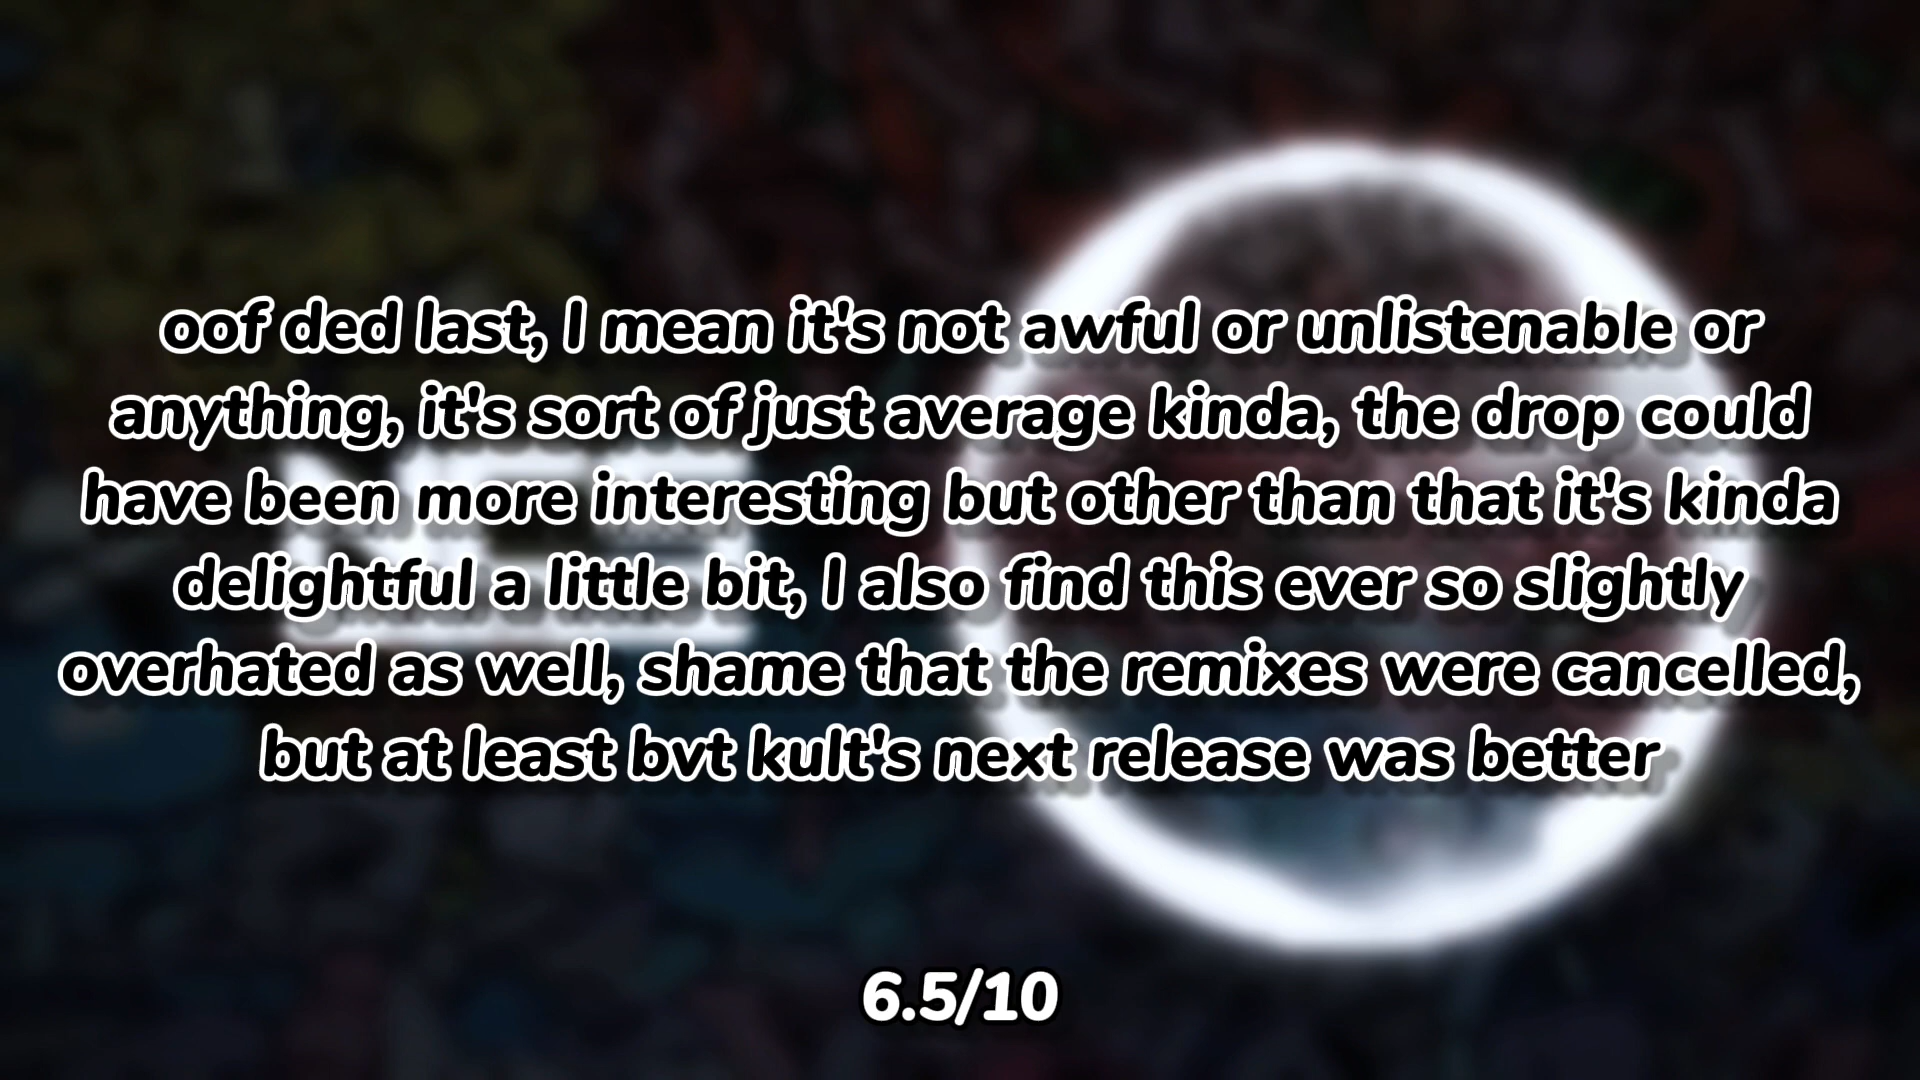 oof ded last, I mean it's not awful or unlistenable or
anything, it's sort of just average kinda, the drop could
have been more interesting but other than that it's kinda
delightful a little bit, I also find this ever so slightly
overhated as well, shame that the remixes were cancelled,
but at least bvt kult's next release was better
6.5/10